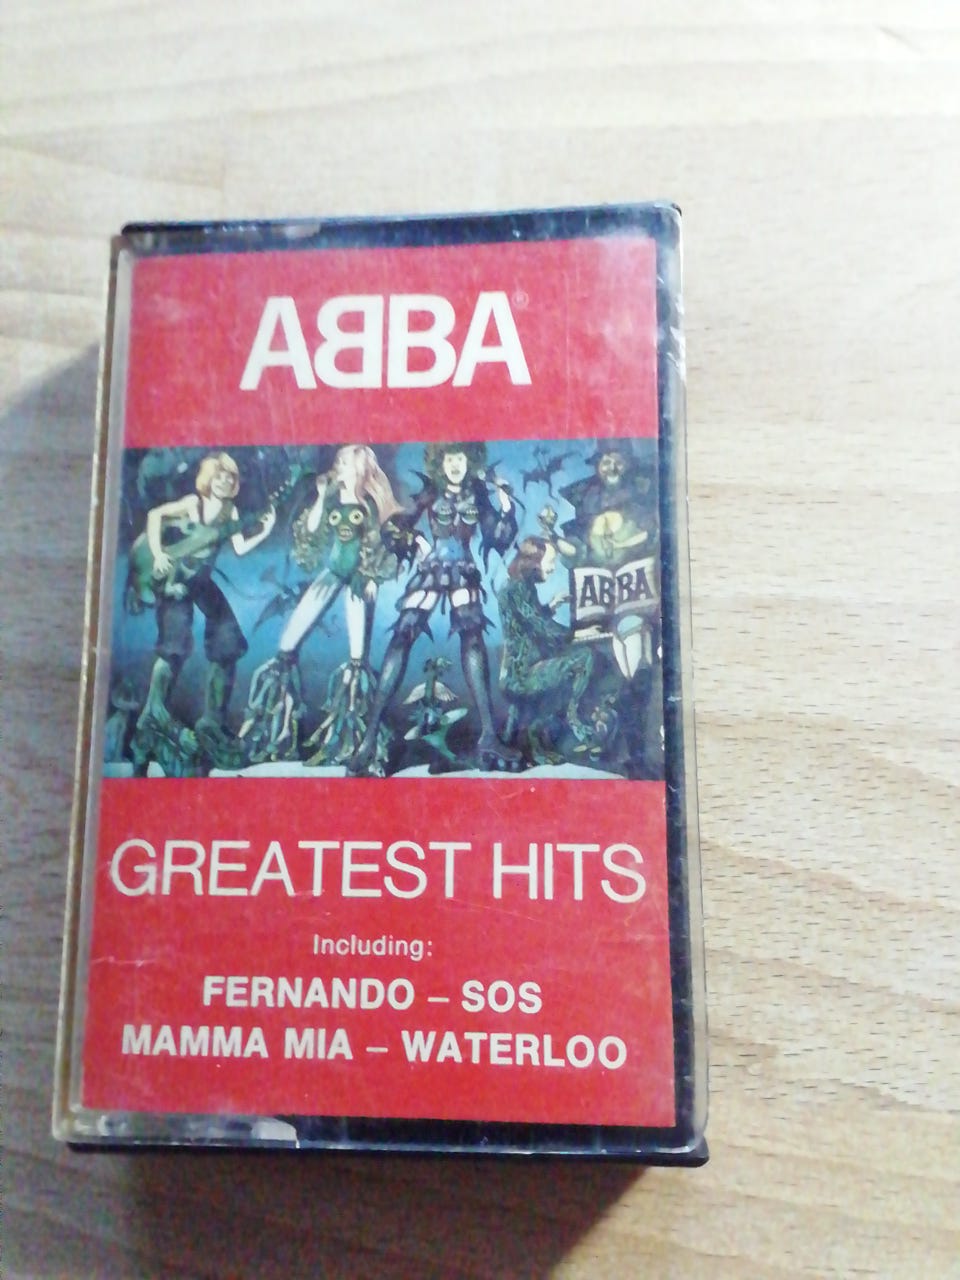 ABBA®
ABBA
GREATEST HITS
Including:
FERNANDO – SOS
MAMMA MIA – WATERLOO